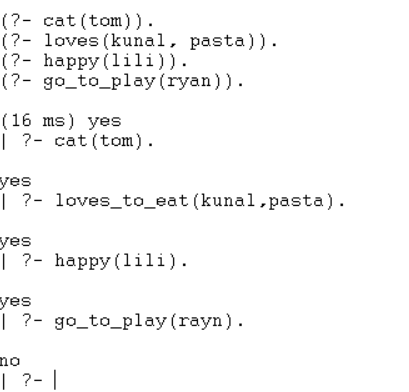 (?- cat(tom)).
(?- loves(kunal, pasta)).
(?- happy(lili)).
(?- go_to_play(ryan)).
(16 ms) yes
| ?- cat(tom).
yes
| ?- loves_to_eat(kunal,pasta).
yes
| ?- happy(lili).
yes
| ?- go_to_play(rayn).
no
| ?-